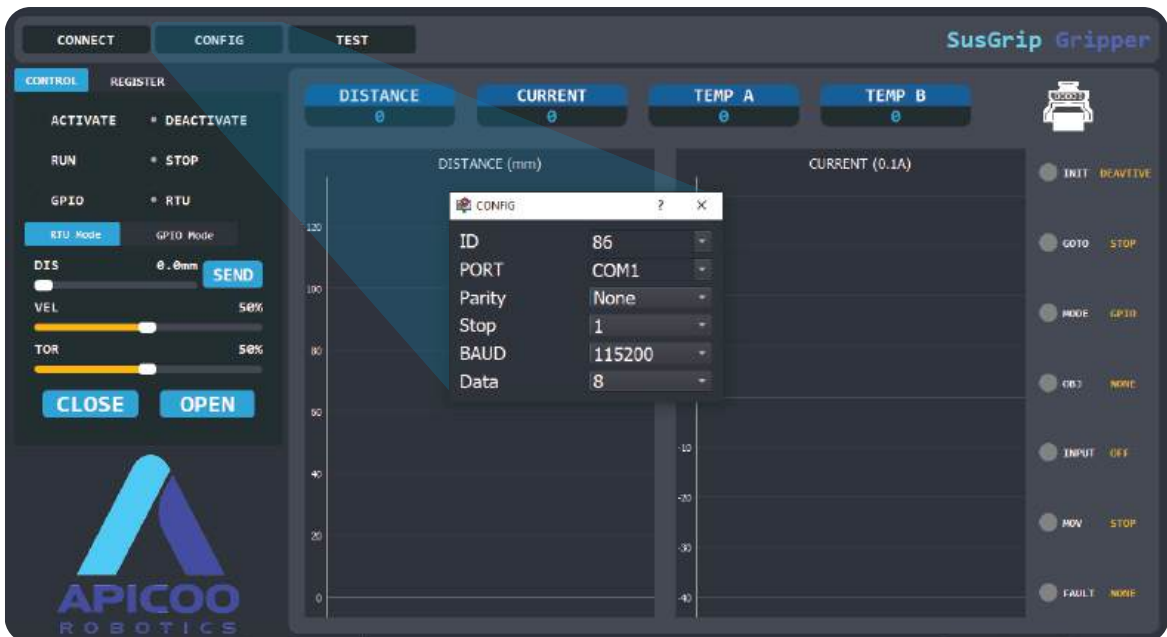 CONNECT CONFIG TEST SusGrip Gripper
CONTROL REGISTER
ACTIVATE DEACTIVATE
RUN STOP
GPIO RTU
RTU Mode GPIO Mode
DIS 0.0mm SEND
VEL 50%
TOR 50%
CLOSE OPEN
APICOO
ROBOTICS
DISTANCE CURRENT TEMP A TEMP B
0 0 0 0
DISTANCE (mm)
120
100
80
60
40
20
0
CURRENT (0.1A)
-10
-20
-30
-40
CONFIG ? ×
ID 86
PORT COM1
Parity None
Stop 1
BAUD 115200
Data 8
INIT DEAVTIVE
GOTO STOP
MODE GPIO
OBJ NONE
INPUT OFF
MOV STOP
FAULT NONE